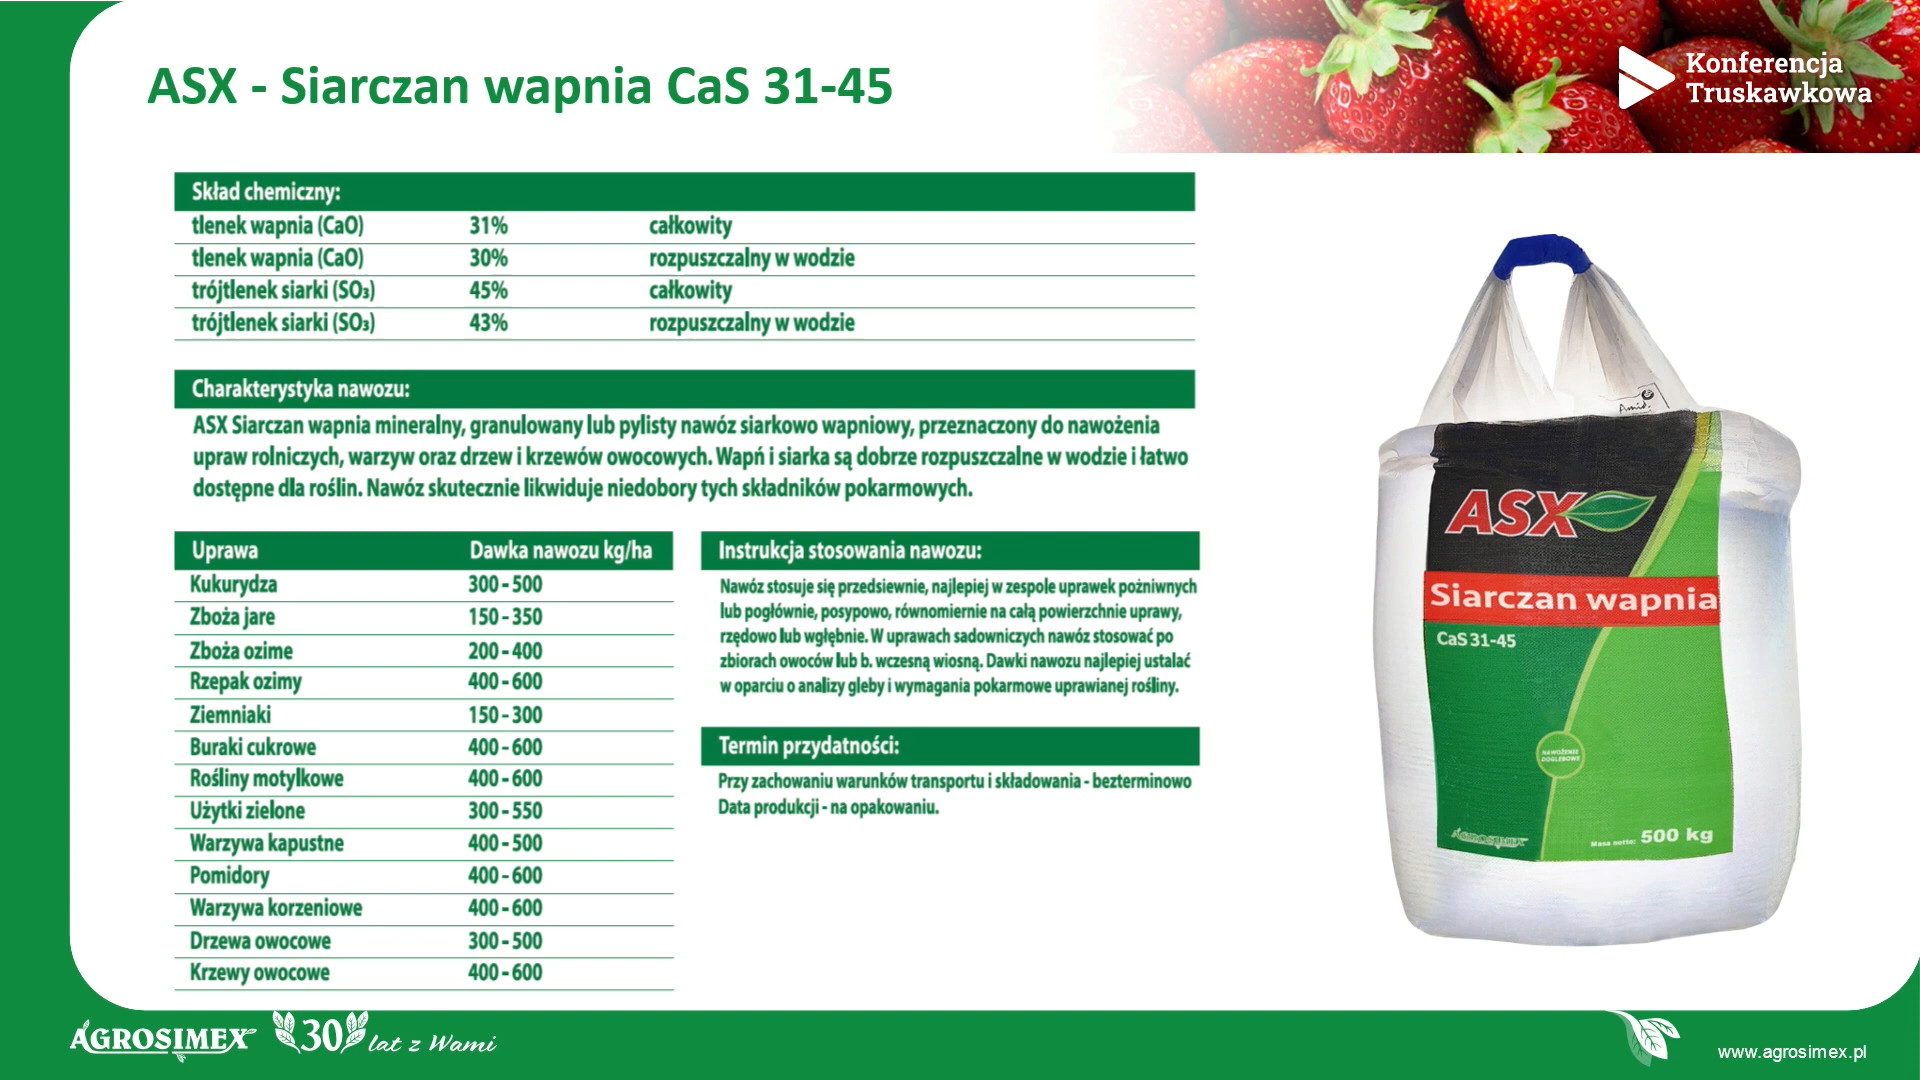 ASX - Siarczan wapnia CaS 31-45
Konferencja
Truskawkowa
Skład chemiczny:
tlenek wapnia (CaO) 31% całkowity
tlenek wapnia (CaO) 30% rozpuszczalny w wodzie
trójtlenek siarki (SO₃) 45% całkowity
trójtlenek siarki (SO₃) 43% rozpuszczalny w wodzie
Charakterystyka nawozu:
ASX Siarczan wapnia mineralny, granulowany lub pylisty nawóz siarkowo wapniowy, przeznaczony do nawożenia
upraw rolniczych, warzyw oraz drzew i krzewów owocowych. Wapń i siarka są dobrze rozpuszczalne w wodzie i łatwo
dostępne dla roślin. Nawóz skutecznie likwiduje niedobory tych składników pokarmowych.
Uprawa Dawka nawozu kg/ha
Kukurydza 300 - 500
Zboża jare 150 - 350
Zboża ozime 200 - 400
Rzepak ozimy 400 - 600
Ziemniaki 150 - 300
Buraki cukrowe 400 - 600
Rośliny motylkowe 400 - 600
Użytki zielone 300 - 550
Warzywa kapustne 400 - 500
Pomidory 400 - 600
Warzywa korzeniowe 400 - 600
Drzewa owocowe 300 - 500
Krzewy owocowe 400 - 600
Instrukcja stosowania nawozu:
Nawóz stosuje się przedsiewnie, najlepiej w zespole uprawek pożniwnych
lub pogłównie, posypowo, równomiernie na całą powierzchnie uprawy,
rzędowo lub wgłębnie. W uprawach sadowniczych nawóz stosować po
zbiorach owoców lub b. wczesną wiosną. Dawki nawozu najlepiej ustalać
w oparciu o analizy gleby i wymagania pokarmowe uprawianej rośliny.
Termin przydatności:
Przy zachowaniu warunków transportu i składowania - bezterminowo
Data produkcji - na opakowaniu.
ASX
Siarczan wapnia
CaS 31-45
NAWOŻENIE
DOGLEBOWE
AGROSIMEX
Masa netto: 500 kg
AGROSIMEX 30 lat z Wami
www.agrosimex.pl